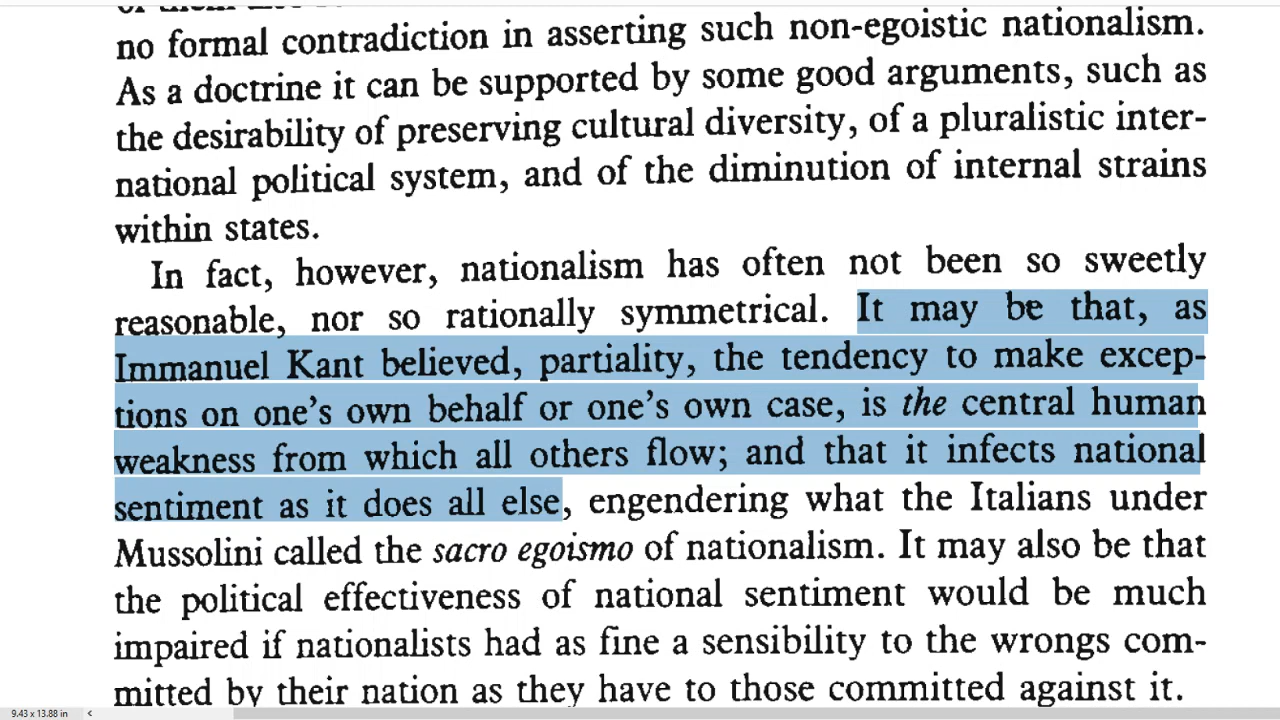 no formal contradiction in asserting such non-egoistic nationalism.
As a doctrine it can be supported by some good arguments, such as
the desirability of preserving cultural diversity, of a pluralistic inter-
national political system, and of the diminution of internal strains
within states.
In fact, however, nationalism has often not been so sweetly
reasonable, nor so rationally symmetrical. It may be that, as
Immanuel Kant believed, partiality, the tendency to make excep-
tions on one's own behalf or one's own case, is the central human
weakness from which all others flow; and that it infects national
sentiment as it does all else, engendering what the Italians under
Mussolini called the sacro egoismo of nationalism. It may also be that
the political effectiveness of national sentiment would be much
impaired if nationalists had as fine a sensibility to the wrongs com-
mitted by their nation as they have to those committed against it.
9.43 x 13.88 in